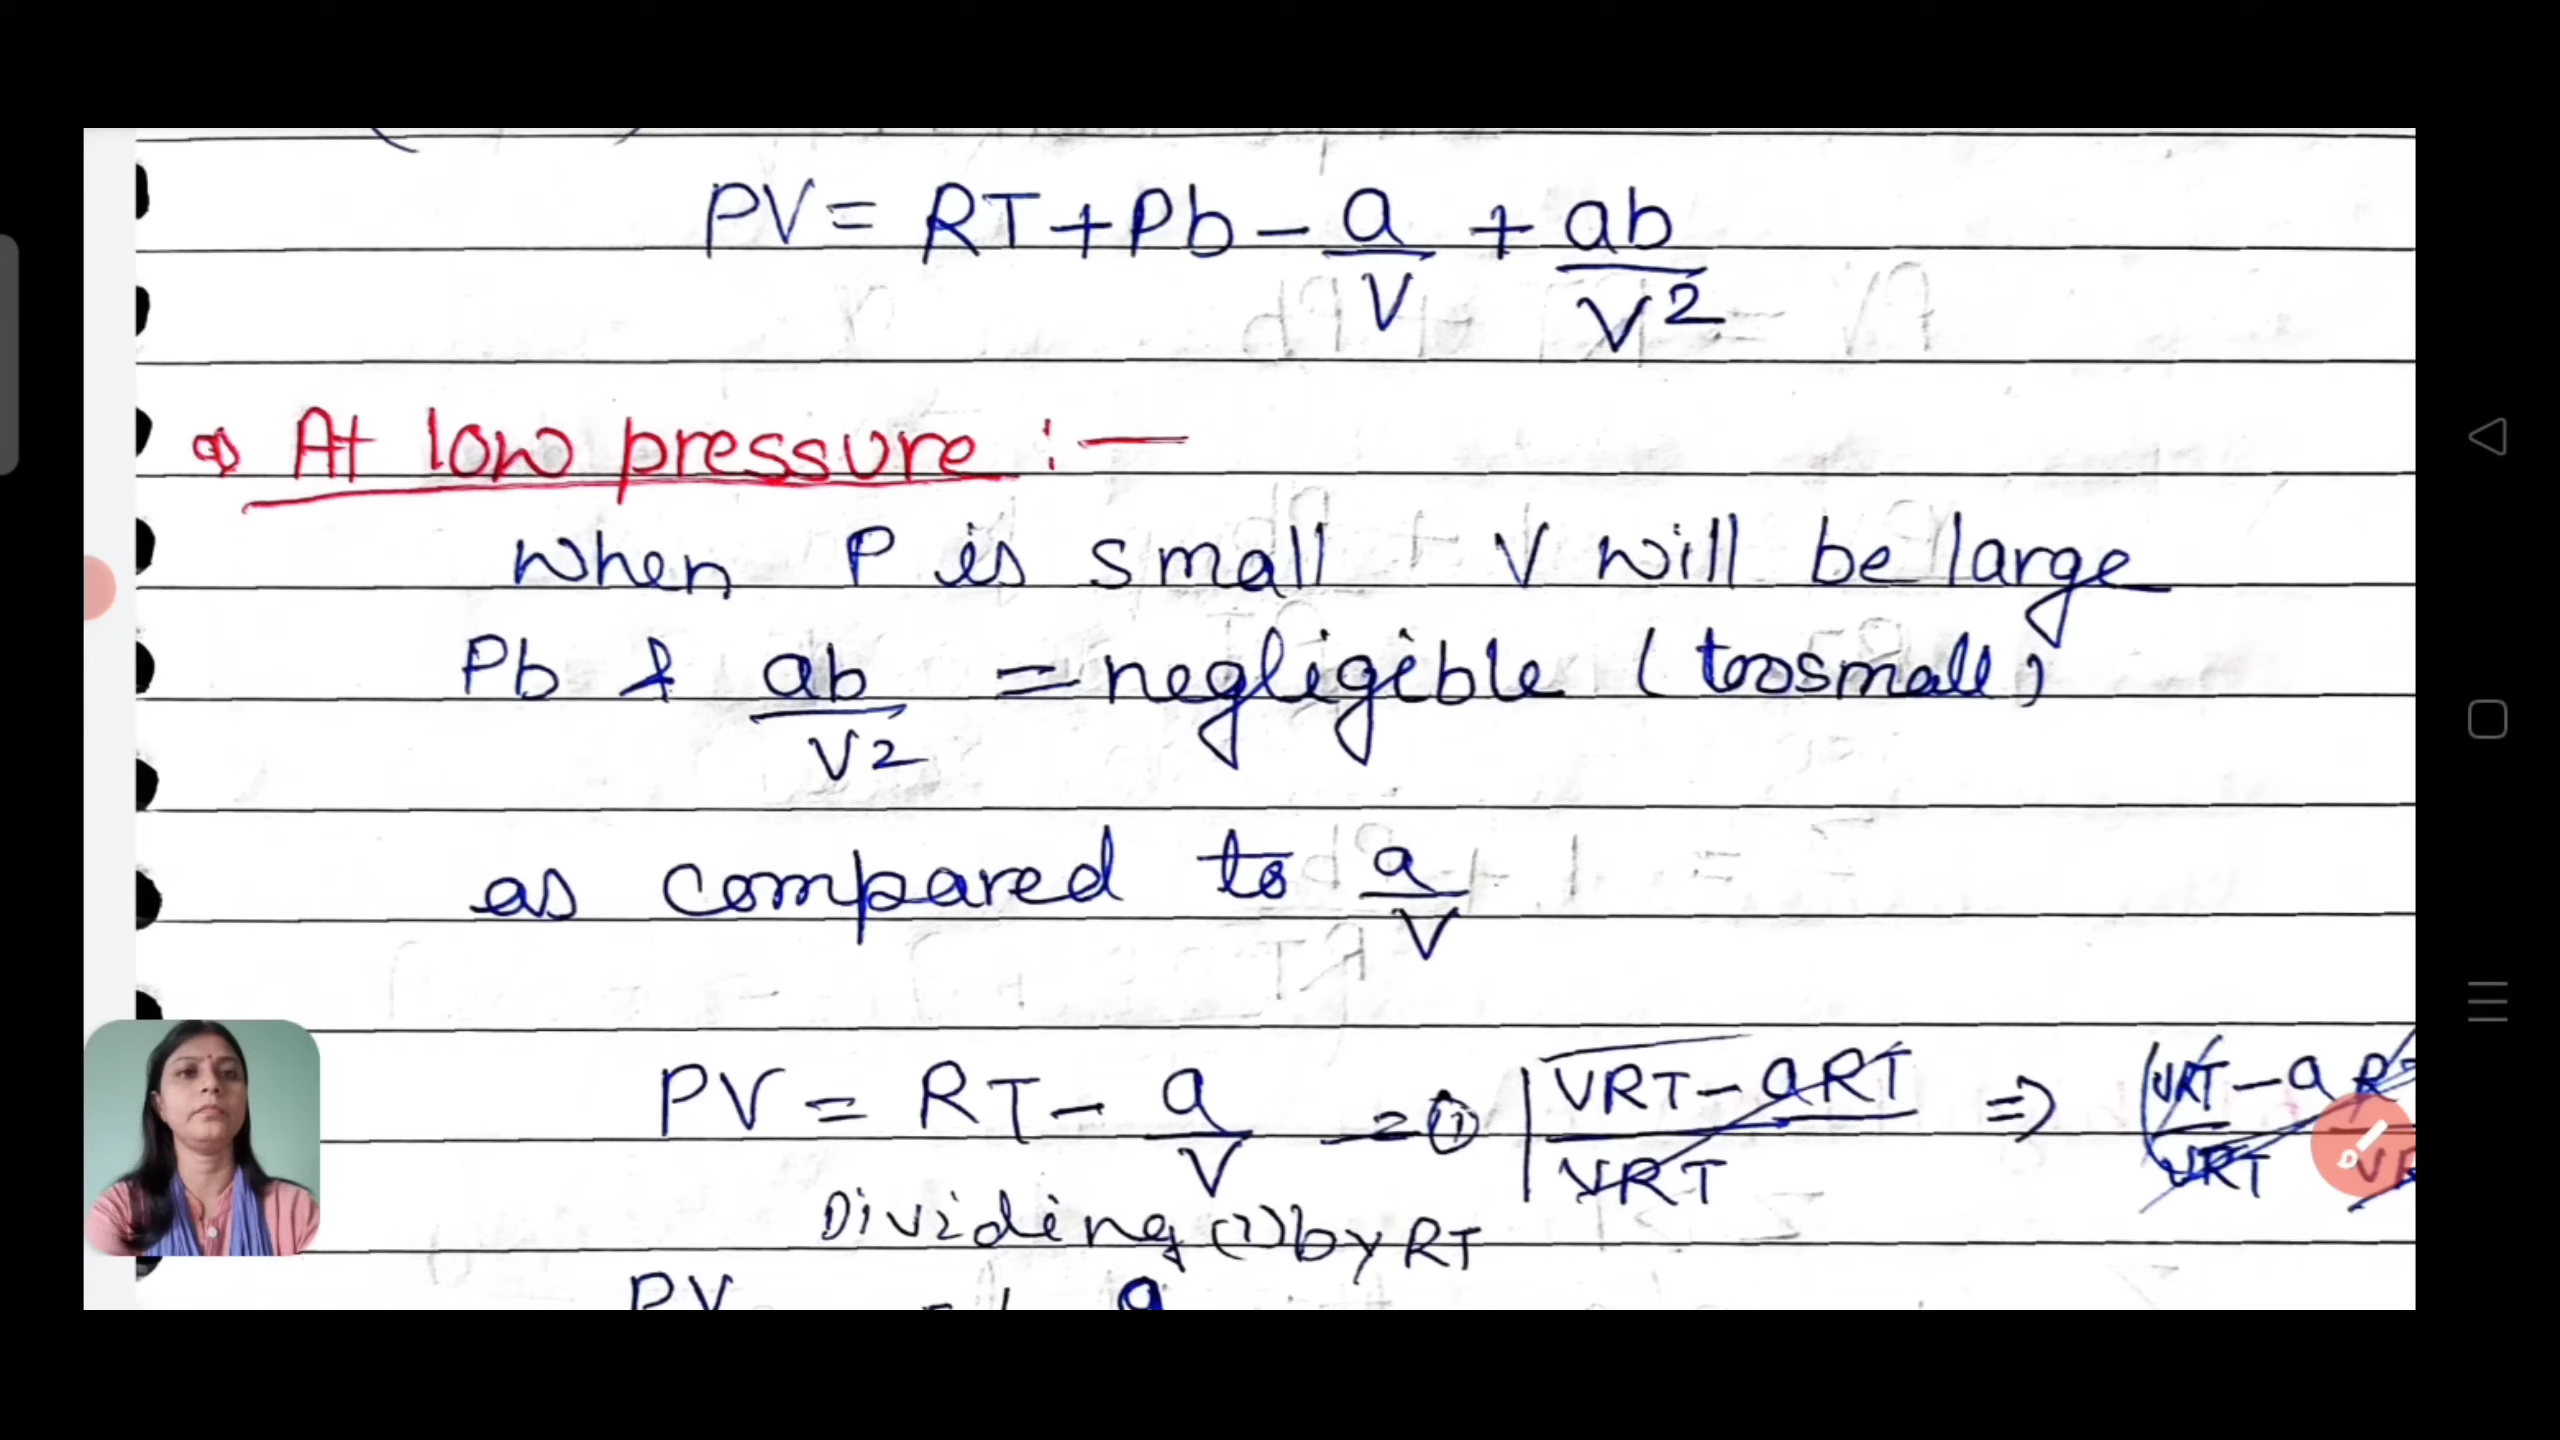 PV = RT + Pb - a/V + ab/V²
a) At low pressure :—
When P is small V will be large
Pb & ab/V2 = negligible (too small)
as compared to a/V
PV = RT - a/V
VRT - aRT / VRT ⇒
Dividing (1) by RT
PV